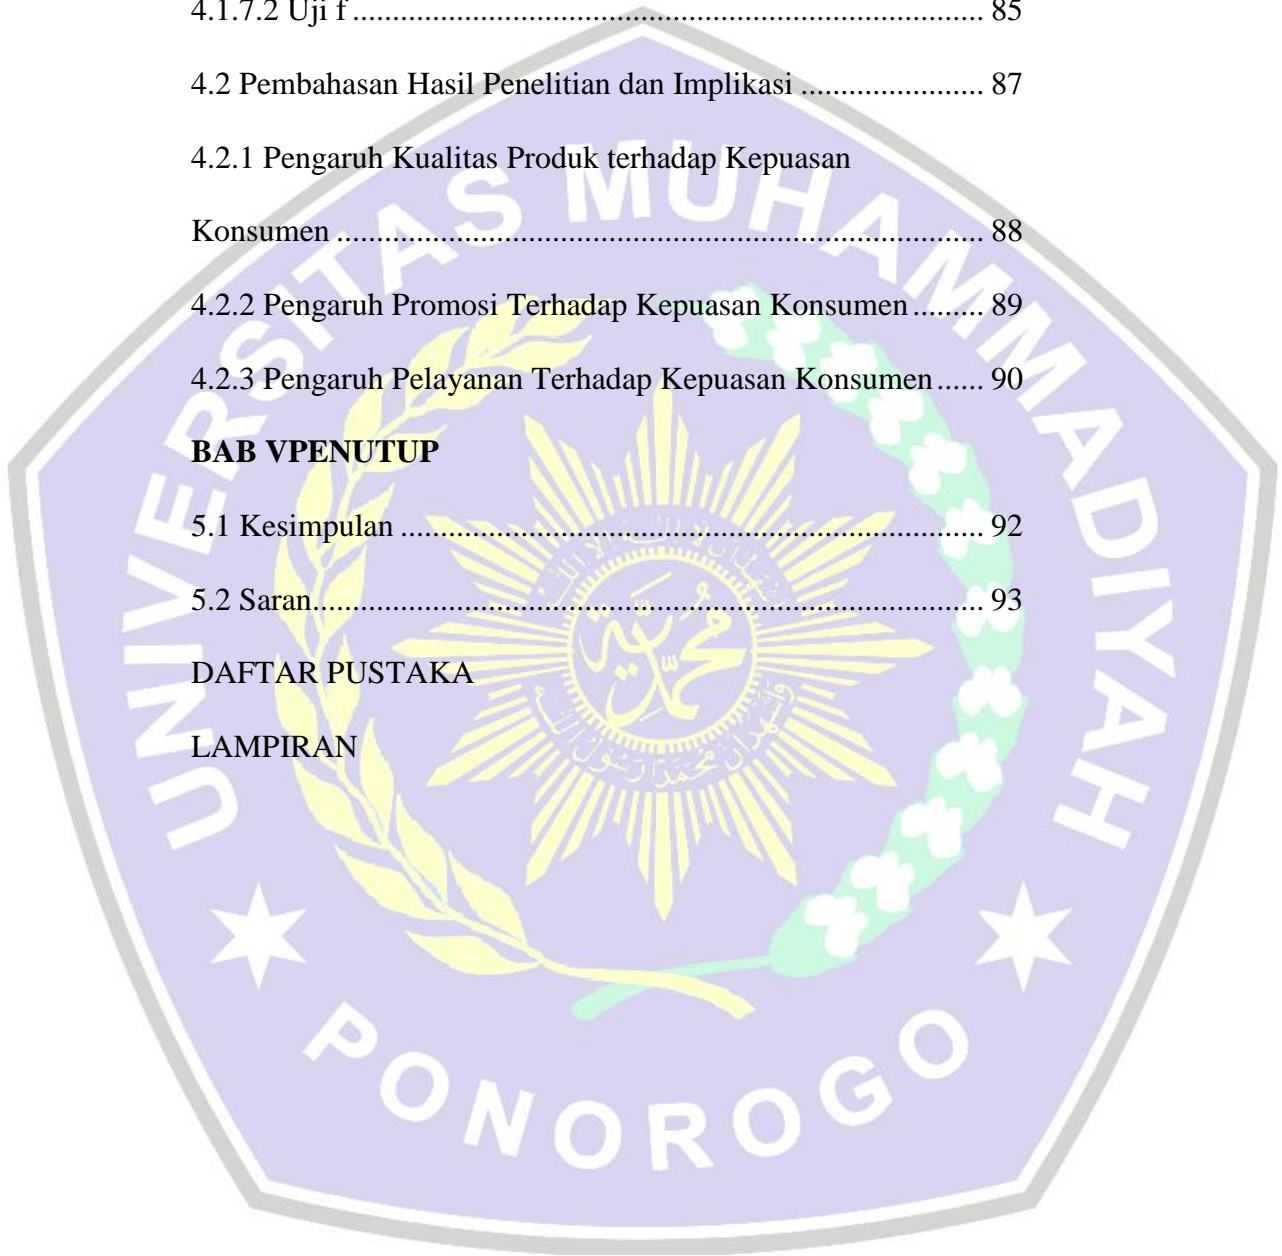 4.1.7.2 Uji f ................................................................................ 85
4.2 Pembahasan Hasil Penelitian dan Implikasi ....................... 87
4.2.1 Pengaruh Kualitas Produk terhadap Kepuasan
Konsumen .................................................................................. 88
4.2.2 Pengaruh Promosi Terhadap Kepuasan Konsumen ......... 89
4.2.3 Pengaruh Pelayanan Terhadap Kepuasan Konsumen ...... 90
BAB VPENUTUP
5.1 Kesimpulan .......................................................................... 92
5.2 Saran..................................................................................... 93
DAFTAR PUSTAKA
LAMPIRAN
UNIVERSITAS MUHAMMADIYAH
محمد
PONOROGO